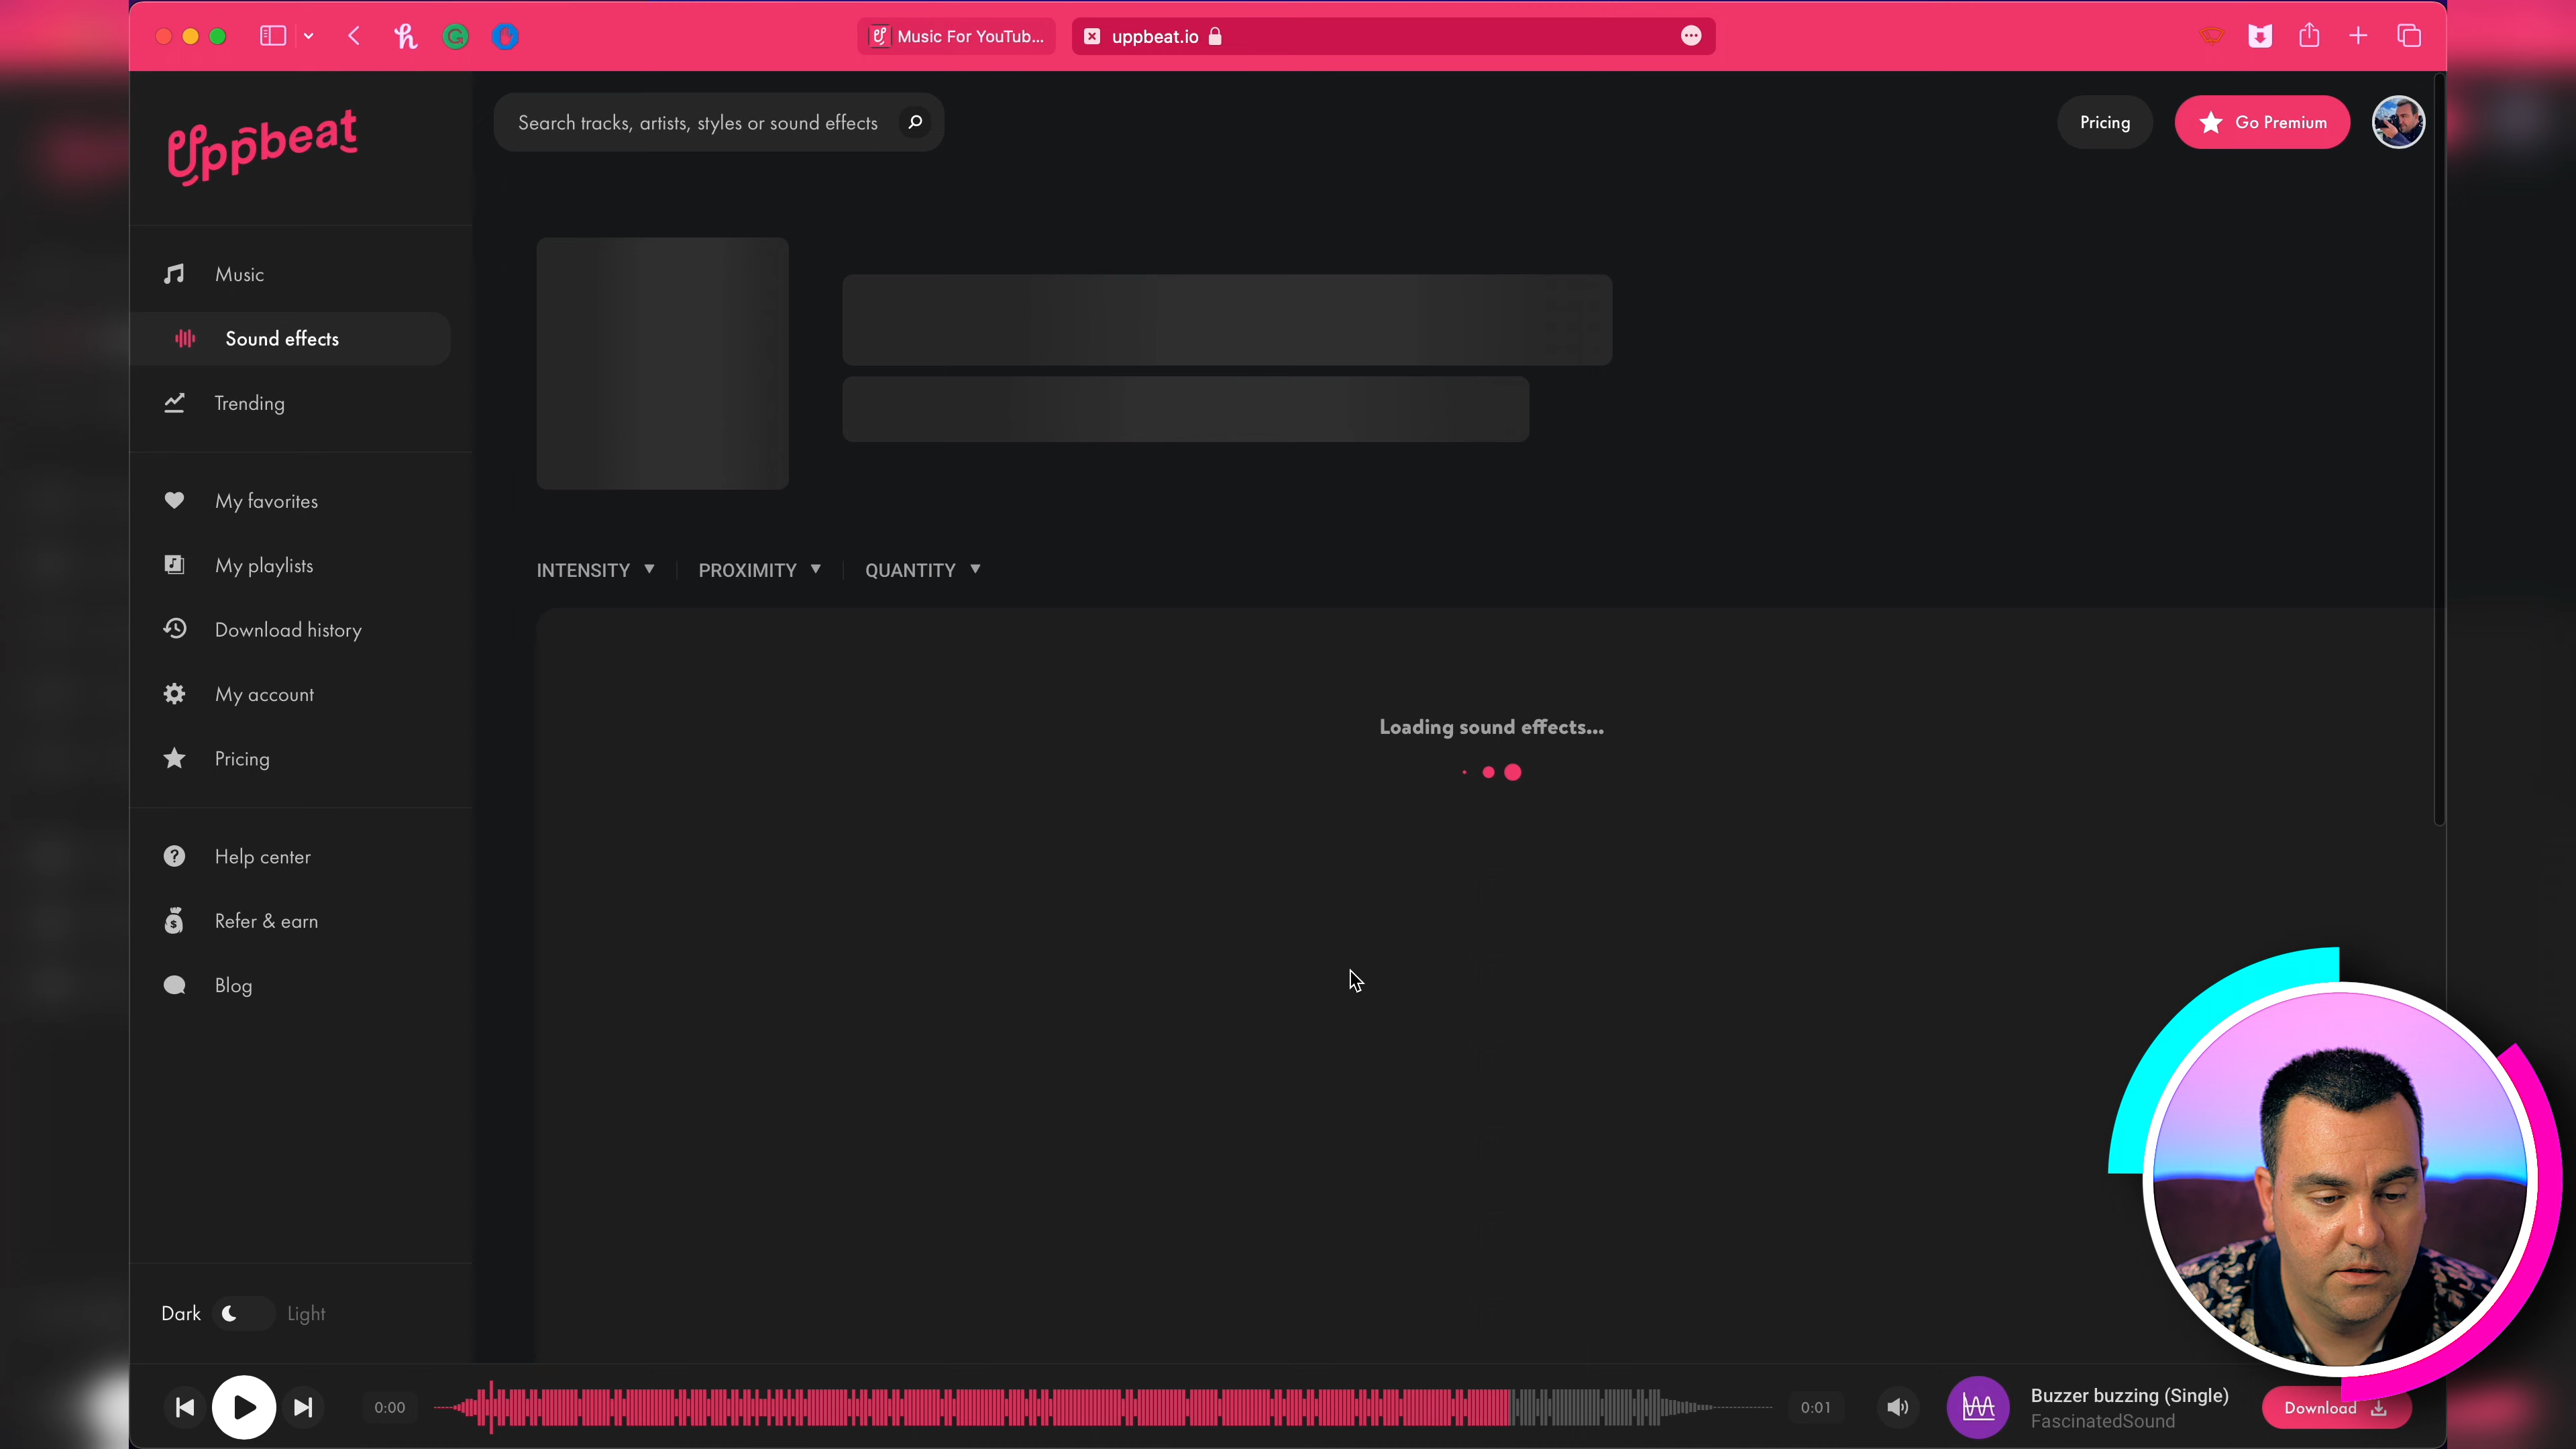 Music For YouTub...
uppbeat.io
Uppbeat
Search tracks, artists, styles or sound effects
Pricing
Go Premium
Music
Sound effects
Trending
My favorites
My playlists
Download history
My account
Pricing
Help center
Refer & earn
Blog
INTENSITY
PROXIMITY
QUANTITY
Loading sound effects...
Dark
Light
0:00
0:01
Buzzer buzzing (Single)
FascinatedSound
Download